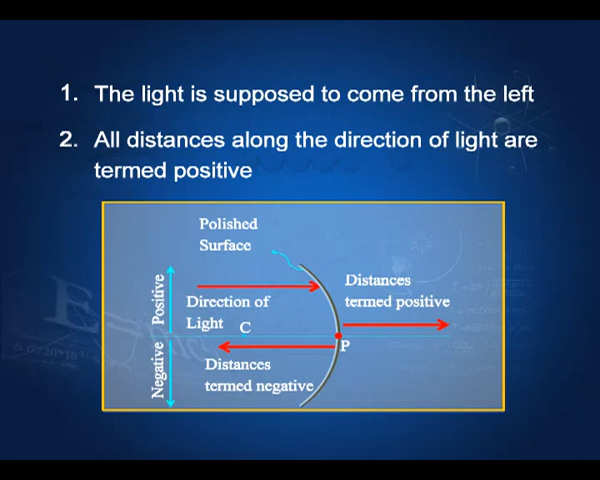 1. The light is supposed to come from the left
2. All distances along the direction of light are
termed positive
Polished
Surface
Positive
Negative
Direction of
Light
C
Distances
termed positive
P
Distances
termed negative